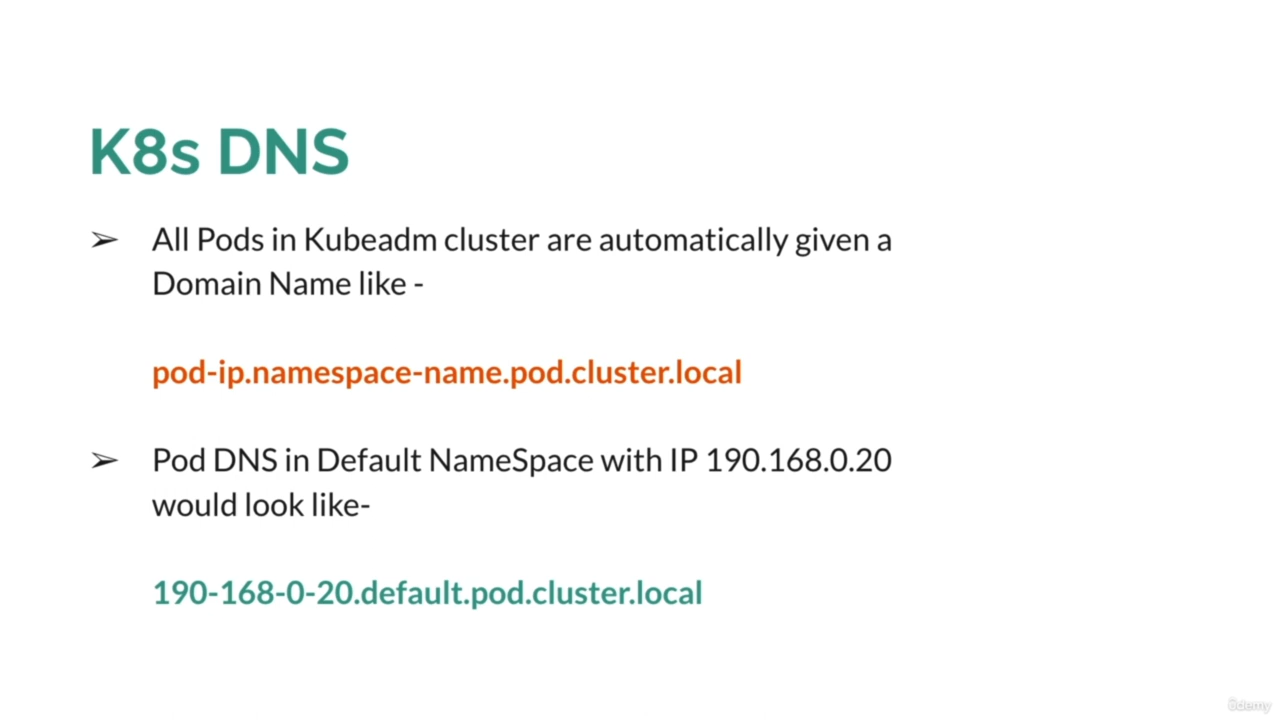 K8s DNS
➢ All Pods in Kubeadm cluster are automatically given a
Domain Name like -
pod-ip.namespace-name.pod.cluster.local
➢ Pod DNS in Default NameSpace with IP 190.168.0.20
would look like-
190-168-0-20.default.pod.cluster.local
ûdemy